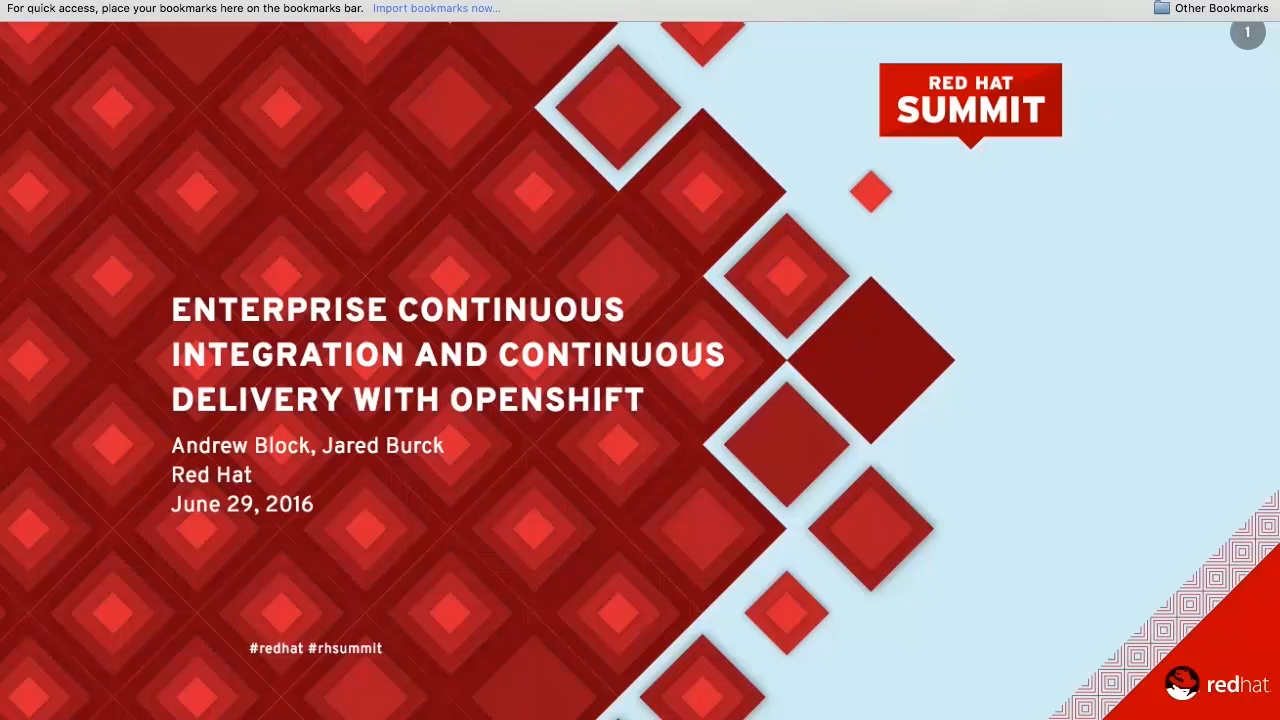 For quick access, place your bookmarks here on the bookmarks bar. Import bookmarks now...
Other Bookmarks
1
RED HAT
SUMMIT
ENTERPRISE CONTINUOUS
INTEGRATION AND CONTINUOUS
DELIVERY WITH OPENSHIFT
Andrew Block, Jared Burck
Red Hat
June 29, 2016
#redhat #rhsummit
redhat